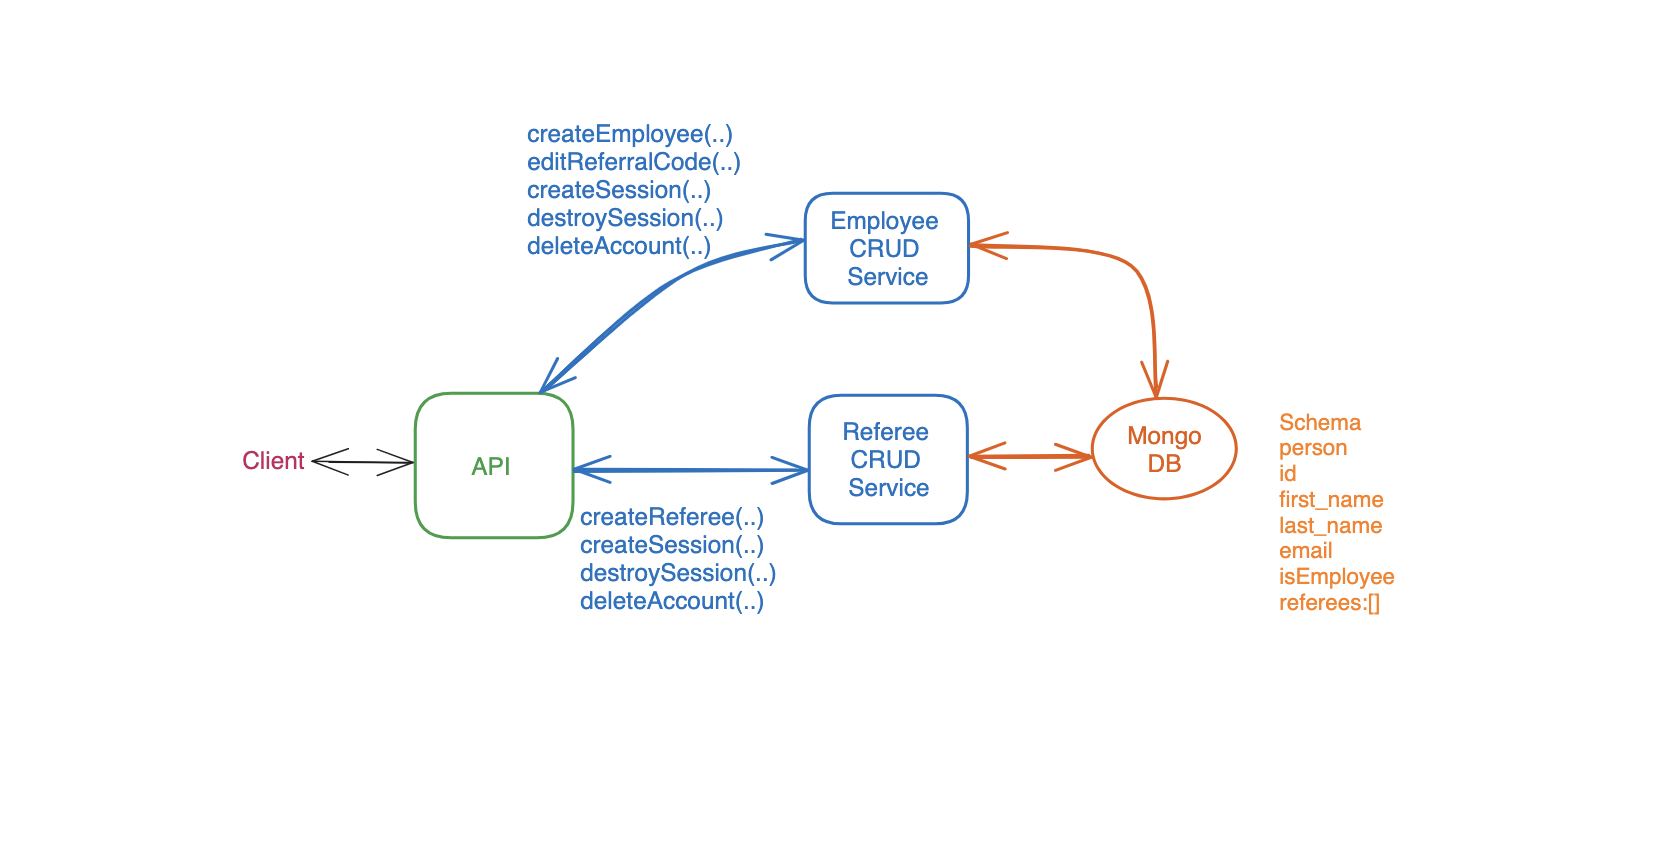 createEmployee(..)
editReferralCode(..)
createSession(..)
destroySession(..)
deleteAccount(..)
Employee
CRUD
Service
Client
API
Referee
CRUD
Service
createReferee(..)
createSession(..)
destroySession(..)
deleteAccount(..)
Mongo
DB
Schema
person
id
first_name
last_name
email
isEmployee
referees:[]